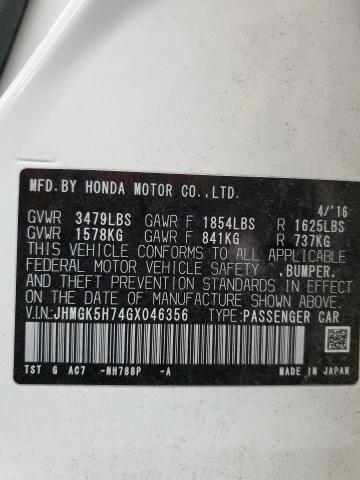 MFD.BY HONDA MOTOR CO.,LTD. 4/'16
GVWR 3479LBS GAWR F 1854LBS R 1625LBS
GVWR 1578KG GAWR F 841KG R 737KG
THIS VEHICLE CONFORMS TO ALL APPLICABLE
FEDERAL MOTOR VEHICLE SAFETY ,BUMPER,
AND THEFT PREVENTION STANDARDS IN EFFECT
ON THE DATE OF MANUFACTURE SHOWN ABOVE.
V.I.N:JHMGK5H74GX046356 TYPE:PASSENGER CAR
TST G AC7 -NH788P -A MADE IN JAPAN